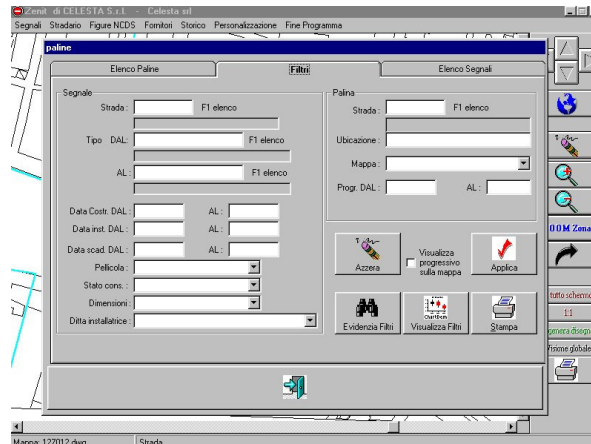 Zenit di CELESTA S.r.l. - Celesta srl
Segnali Stradario Figure NCDS Fornitori Storico Personalizzazione Fine Programma
paline
Elenco Paline Filtri Elenco Segnali
Segnale
Strada : F1 elenco
Tipo DAL: F1 elenco
AL : F1 elenco
Data Costr. DAL : AL :
Data inst. DAL : AL :
Data scad. DAL : AL :
Pellicola :
Stato cons. :
Dimensioni :
Ditta installatrice :
Palina
Strada : F1 elenco
Ubicazione :
Mappa :
Progr. DAL : AL :
Azzera
Visualizza
progressivo
sulla mappa
Applica
Evidenzia Filtri
Visualizza Filtri
Stampa
OOM Zona
tutto schermo
1:1
genera disegn
Visione globale
Mappa: 127012.dwg Strada